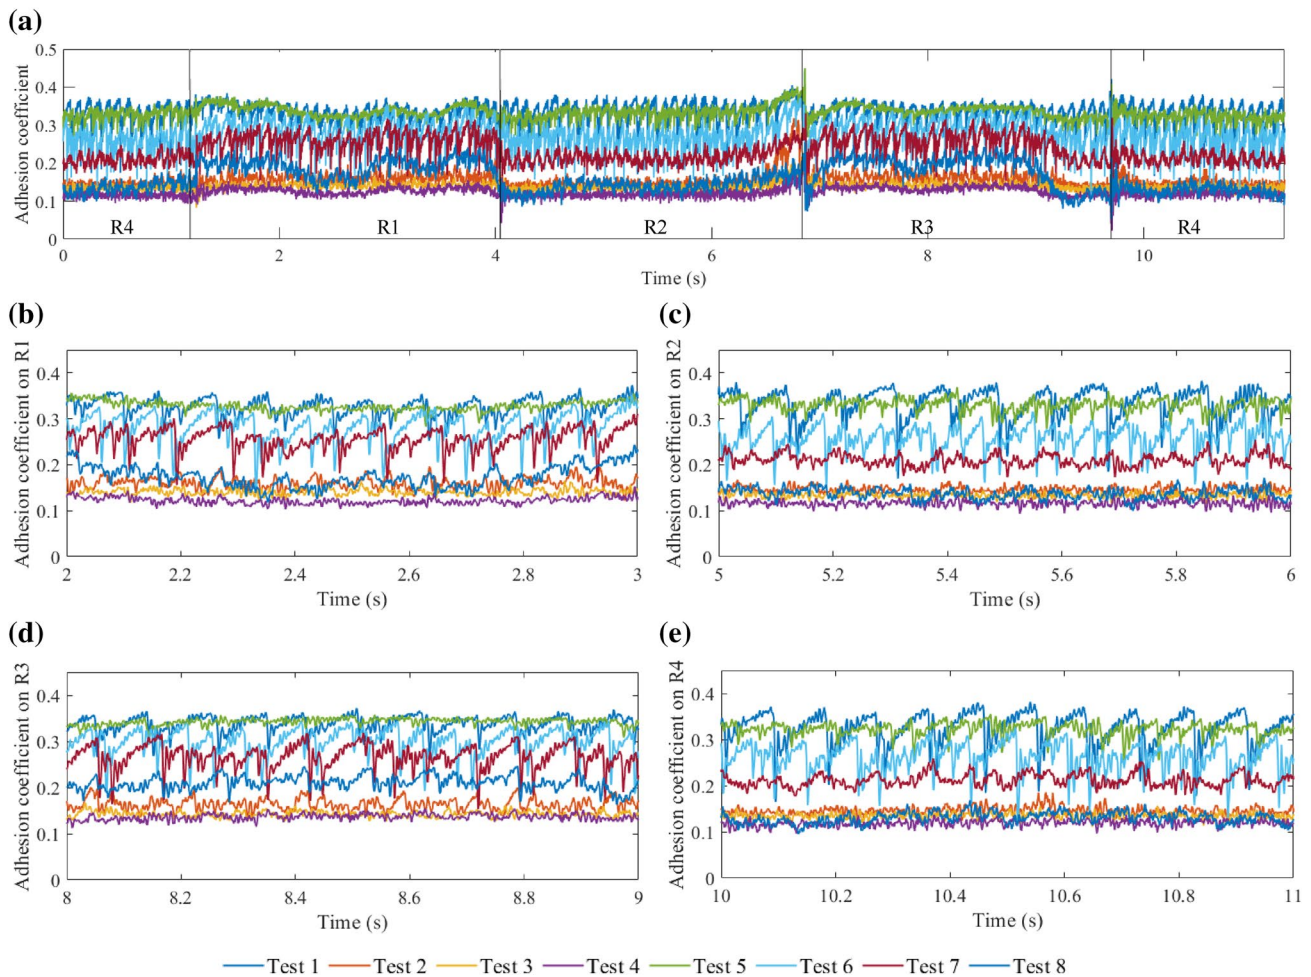 (a)
Adhesion coefficient
0.5
0.4
0.3
0.2
0.1
0
R4 R1 R2 R3 R4
0 2 4 6 8 10
Time (s)
(b)
Adhesion coefficient on R1
0.4
0.3
0.2
0.1
0
2 2.2 2.4 2.6 2.8 3
Time (s)
(c)
Adhesion coefficient on R2
0.4
0.3
0.2
0.1
0
5 5.2 5.4 5.6 5.8 6
Time (s)
(d)
Adhesion coefficient on R3
0.4
0.3
0.2
0.1
0
8 8.2 8.4 8.6 8.8 9
Time (s)
(e)
Adhesion coefficient on R4
0.4
0.3
0.2
0.1
0
10 10.2 10.4 10.6 10.8 11
Time (s)
Test 1 Test 2 Test 3 Test 4 Test 5 Test 6 Test 7 Test 8